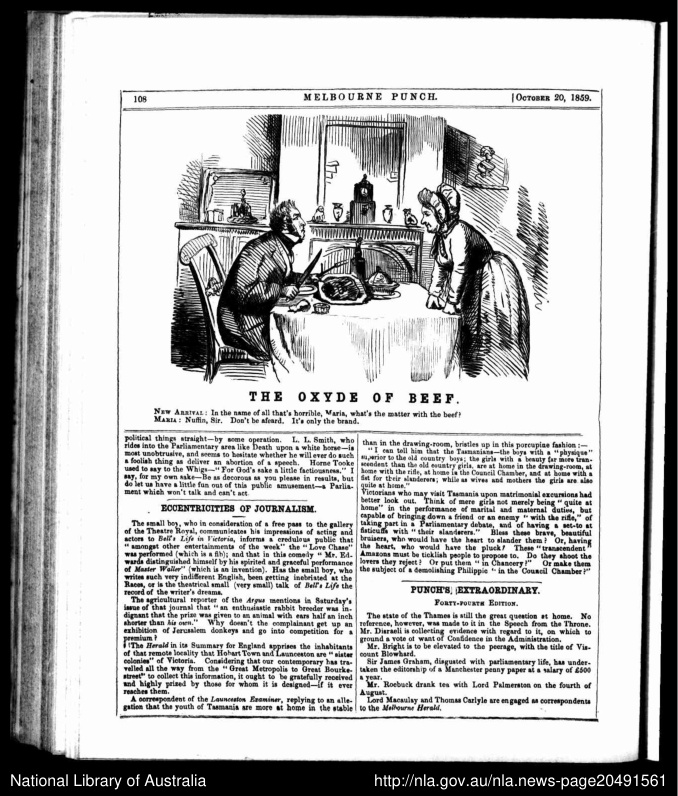 108
MELBOURNE PUNCH.
[OCTOBER 20, 1859.
THE OXYDE OF BEEF.
NEW ARRIVAL: In the name of all that's horrible, Maria, what's the matter with the beef?
MARIA: Nuffin, Sir. Don't be afeard. It's only the brand.
political things straight—by some operation. L. L. Smith, who
rides into the Parliamentary area like Death upon a white horse—is
most unobtrusive, and seems to hesitate whether he will ever do such
a foolish thing as deliver an abortion of a speech. Horne Tooke
used to say to the Whigs—"For God's sake a little factiousness." I
say, for my own sake—Be as decorous as you please in results, but
do let us have a little fun out of this public amusement—a Parlia-
ment which won't talk and can't act.
ECCENTRICITIES OF JOURNALISM.
The small boy, who in consideration of a free pass to the gallery
of the Theatre Royal, communicates his impressions of acting and
actors to Bell's Life in Victoria, informs a credulous public that
"amongst other entertainments of the week" the "Love Chase"
was performed (which is a fib); and that in this comedy "Mr. Ed-
wards distinguished himself by his spirited and graceful performance
of Master Waller" (which is an invention). Has the small boy, who
writes such very indifferent English, been getting inebriated at the
Races, or is the theatrical small (very small) talk of Bell's Life the
record of the writer's dreams.
The agricultural reporter of the Argus mentions in Saturday's
issue of that journal that "an enthusiastic rabbit breeder was in-
dignant that the prize was given to an animal with ears half an inch
shorter than his own." Why doesn't the complainant get up an
exhibition of Jerusalem donkeys and go into competition for a
premium?
The Herald in its Summary for England apprises the inhabitants
of that remote locality that Hobart Town and Launceston are "sister
colonies" of Victoria. Considering that our contemporary has tra-
velled all the way from the "Great Metropolis to Great Bourke-
street" to collect this information, it ought to be gratefully received
and highly prized by those for whom it is designed—if it ever
reaches them.
A correspondent of the Launceston Examiner, replying to an alle-
gation that the youth of Tasmania are more at home in the stable
than in the drawing-room, bristles up in this porcupine fashion:—
"I can tell him that the Tasmanians—the boys with a "physique"
superior to the old country boys; the girls with a beauty far more tran-
scendent than the old country girls, are at home in the drawing-room, at
home with the rifle, at home in the Council Chamber, and at home with a
fist for their slanderers; while as wives and mothers the girls are also
quite at home."
Victorians who may visit Tasmania upon matrimonial excursions had
better look out. Think of mere girls not merely being "quite at
home" in the performance of marital and maternal duties, but
capable of bringing down a friend or an enemy "with the rifle," of
taking part in a Parliamentary debate, and of having a set-to at
fisticuffs with "their slanderers." Bless these brave, beautiful
bruisers, who would have the heart to slander them? Or, having
the heart, who would have the pluck? These "transcendent"
Amazons must be ticklish people to propose to. Do they shoot the
lovers they reject? Or put them "in Chancery?" Or make them
the subject of a demolishing Philippic "in the Council Chamber?"
PUNCH'S EXTRAORDINARY.
FORTY-FOURTH EDITION.
The state of the Thames is still the great question at home. No
reference, however, was made to it in the Speech from the Throne.
Mr. Disraeli is collecting evidence with regard to it, on which to
ground a vote of want of Confidence in the Administration.
Mr. Bright is to be elevated to the peerage, with the title of Vis-
count Blowhard.
Sir James Graham, disgusted with parliamentary life, has under-
taken the editorship of a Manchester penny paper at a salary of £500
a year.
Mr. Roebuck drank tea with Lord Palmerston on the fourth of
August.
Lord Macaulay and Thomas Carlyle are engaged as correspondents
to the Melbourne Herald.
National Library of Australia
http://nla.gov.au/nla.news-page20491561